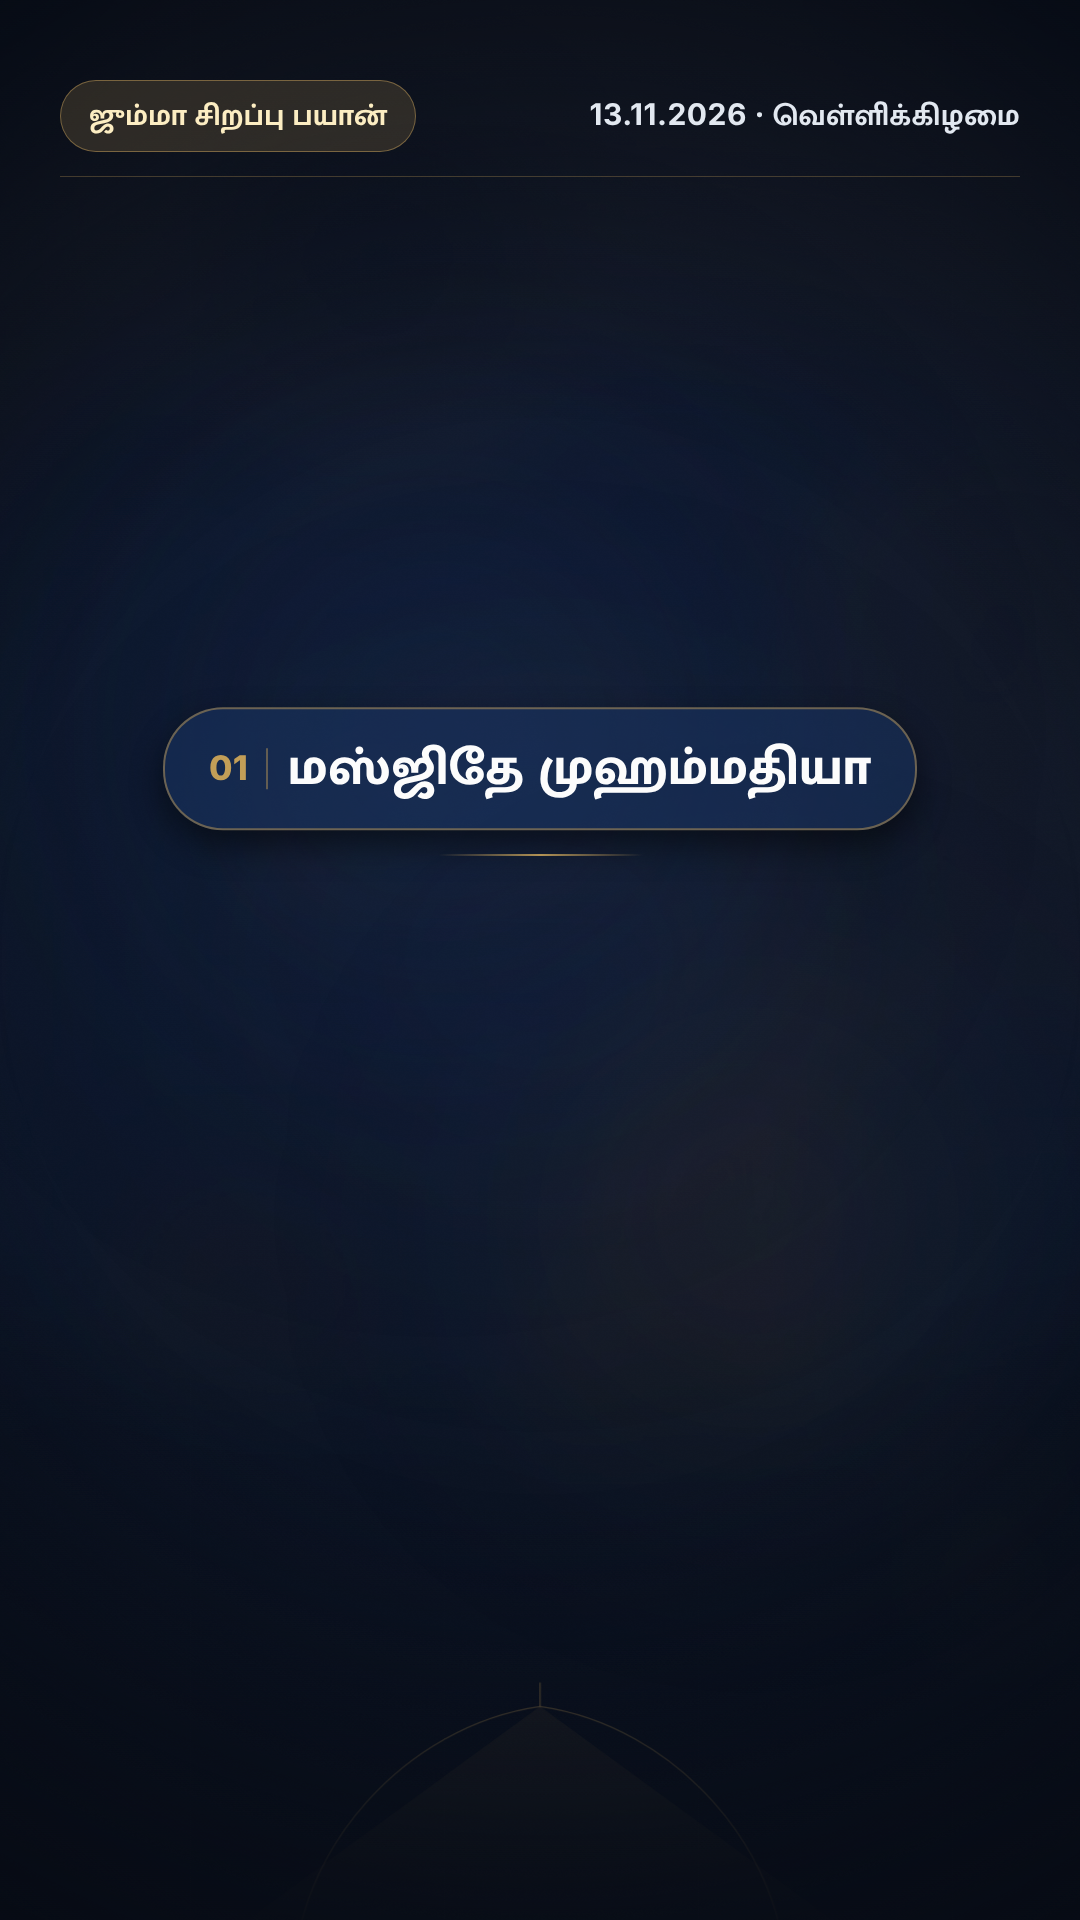 ஜும்மா சிறப்பு பயான்
13.11.2026 · வெள்ளிக்கிழமை
01 மஸ்ஜிதே முஹம்மதியா